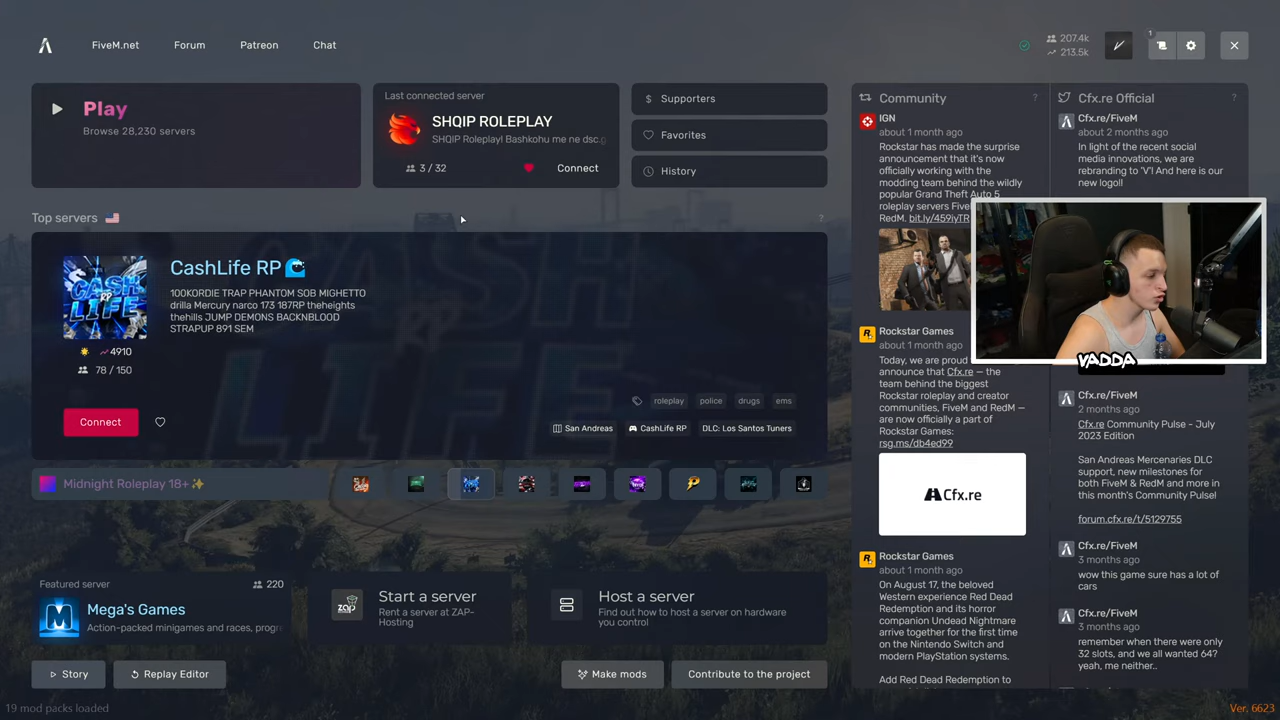 FiveM.net
Forum
Patreon
Chat
207.4k
213.5k
1
Play
Browse 28,230 servers
Last connected server
SHQIP ROLEPLAY
SHQIP Roleplay! Bashkohu me ne dsc.g
3 / 32
Connect
$ Supporters
Favorites
History
Top servers
?
CASH LIFE RP
CashLife RP
100KORDIE TRAP PHANTOM SOB MIGHETTO
drilla Mercury narco 173 187RP theheights
thehills JUMP DEMONS BACKNBLOOD
STRAPUP 891 SEM
4910
78 / 150
Connect
roleplay
police
drugs
ems
San Andreas
CashLife RP
DLC: Los Santos Tuners
Midnight Roleplay 18+
Featured server
220
Mega's Games
Action-packed minigames and races, progr
ZAP
Start a server
Rent a server at ZAP-
Hosting
Host a server
Find out how to host a server on hardware
you control
Story
Replay Editor
Make mods
Contribute to the project
19 mod packs loaded
Community
?
IGN
about 1 month ago
Rockstar has made the surprise
announcement that it's now
officially working with the
modding team behind the wildly
popular Grand Theft Auto 5
roleplay servers Five
RedM. bit.ly/459iyTR
Rockstar Games
about 1 month ago
Today, we are proud
announce that Cfx.re — the
team behind the biggest
Rockstar roleplay and creator
communities, FiveM and RedM —
are now officially a part of
Rockstar Games:
rsg.ms/db4ed99
Cfx.re
Rockstar Games
about 1 month ago
On August 17, the beloved
Western experience Red Dead
Redemption and its horror
companion Undead Nightmare
arrive together for the first time
on the Nintendo Switch and
modern PlayStation systems.
Add Red Dead Redemption to
Cfx.re Official
?
Cfx.re/FiveM
about 2 months ago
In light of the recent social
media innovations, we are
rebranding to 'V'! And here is our
new logo!!
VADDA
Cfx.re/FiveM
2 months ago
Cfx.re Community Pulse - July
2023 Edition
San Andreas Mercenaries DLC
support, new milestones for
both FiveM & RedM and more in
this month's Community Pulse!
forum.cfx.re/t/5129755
Cfx.re/FiveM
3 months ago
wow this game sure has a lot of
cars
Cfx.re/FiveM
3 months ago
remember when there were only
32 slots, and we all wanted 64?
yeah, me neither..
Ver. 6623